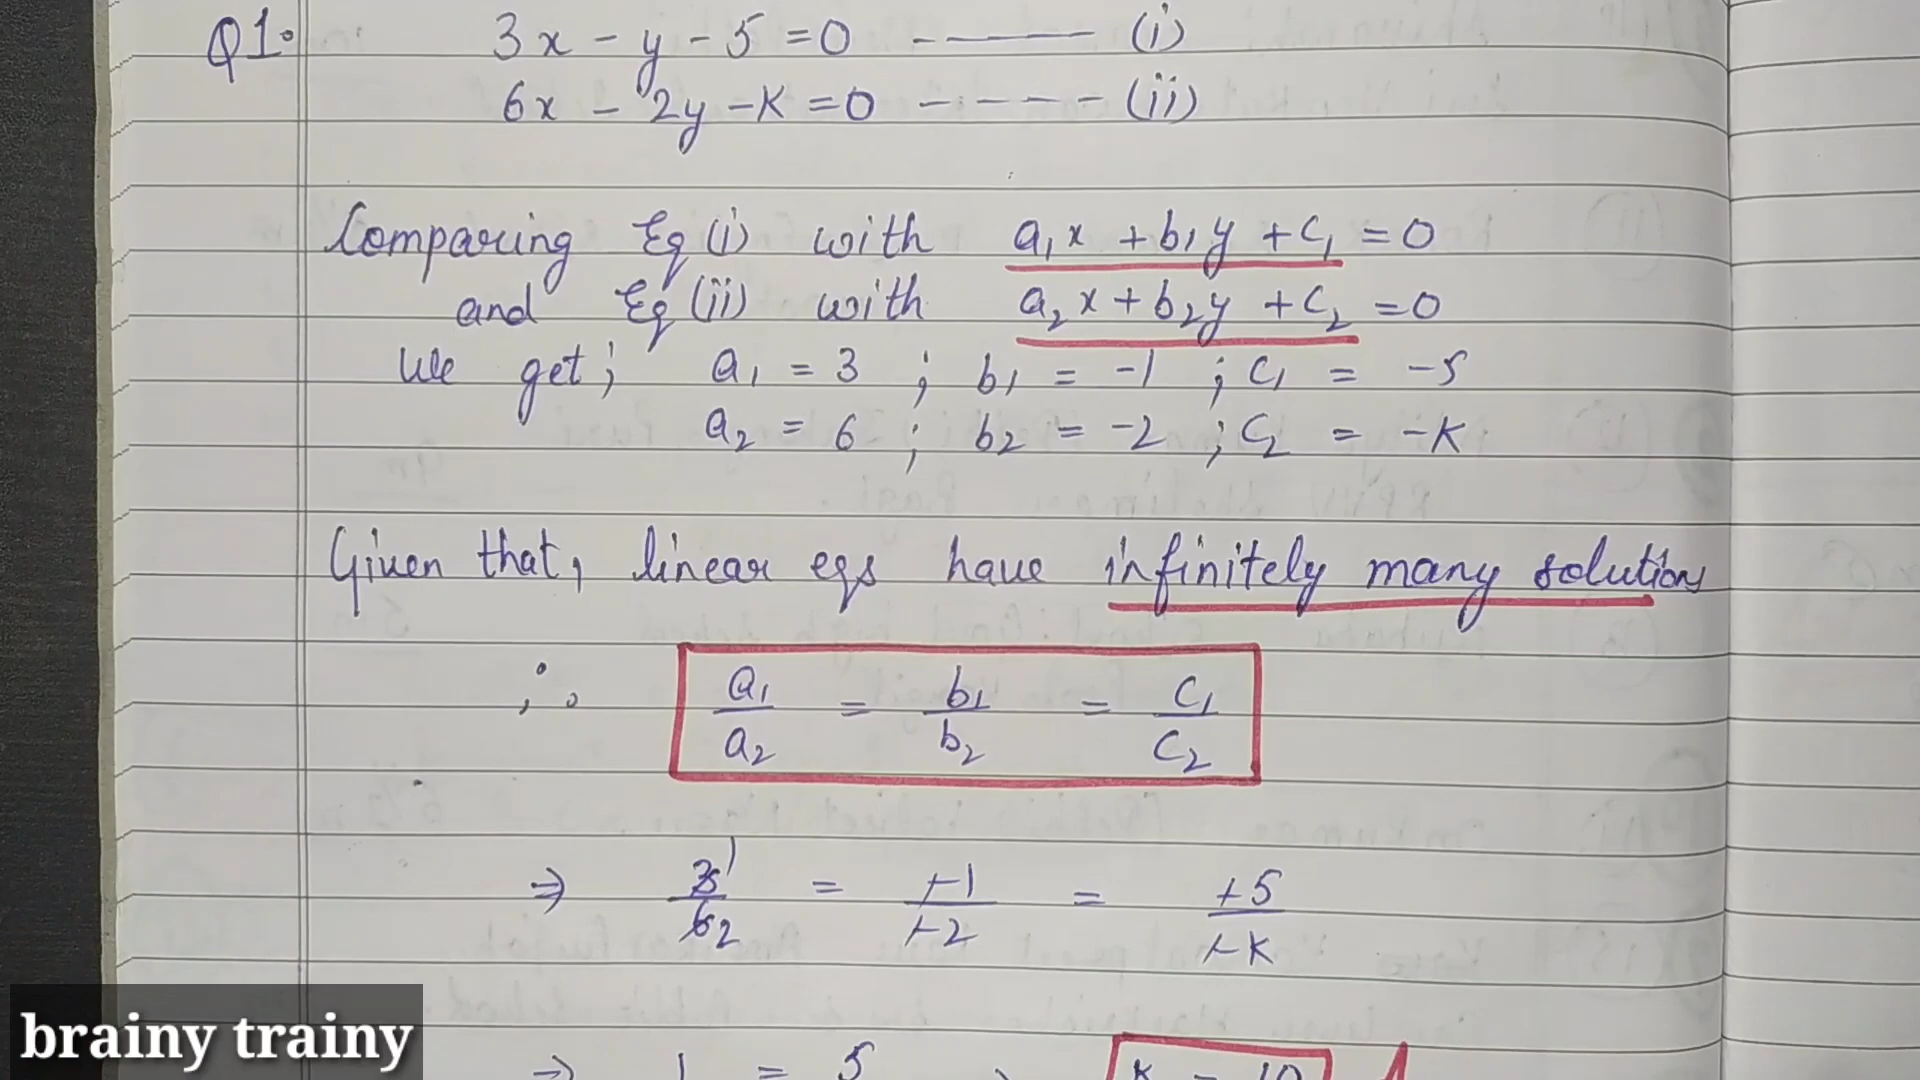 Q1. 3x - y - 5 = 0 ------ (i)
6x - 2y - K = 0 ----- (ii)
Comparing Eq (i) with a₁x + b₁y + C₁ = 0
and Eq (ii) with a₂x + b₂y + C₂ = 0
We get; a₁ = 3 ; b₁ = -1 ; C₁ = -5
a₂ = 6 ; b₂ = -2 ; C₂ = -K
Given that, linear eqs have infinitely many solutions
∴ a₁/a₂ = b₁/b₂ = C₁/C₂
⇒ 3/6 = -1/-2 = -5/-K
⇒ 1 = 5 K = 10
brainy trainy